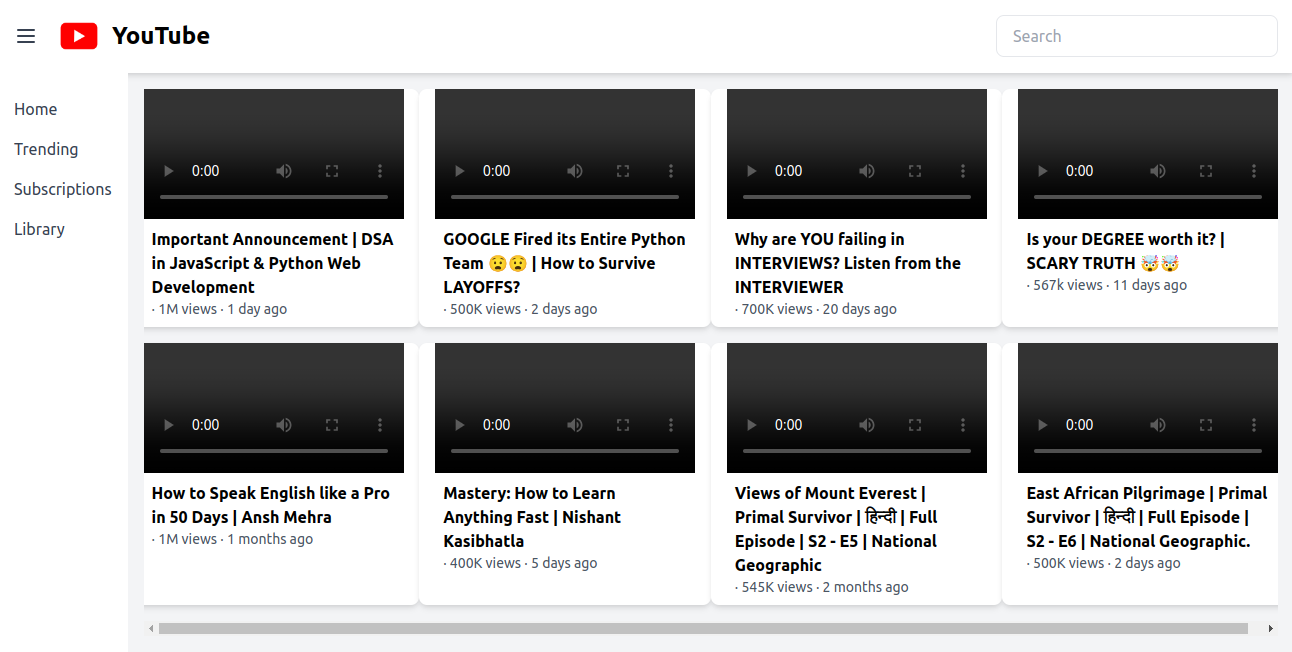 YouTube
Search
Home
Trending
Subscriptions
Library
0:00
0:00
0:00
0:00
Important Announcement | DSA
in JavaScript & Python Web
Development
· 1M views · 1 day ago
GOOGLE Fired its Entire Python
Team 😧😧 | How to Survive
LAYOFFS?
· 500K views · 2 days ago
Why are YOU failing in
INTERVIEWS? Listen from the
INTERVIEWER
· 700K views · 20 days ago
Is your DEGREE worth it? |
SCARY TRUTH 🤯🤯
· 567k views · 11 days ago
0:00
0:00
0:00
0:00
How to Speak English like a Pro
in 50 Days | Ansh Mehra
· 1M views · 1 months ago
Mastery: How to Learn
Anything Fast | Nishant
Kasibhatla
· 400K views · 5 days ago
Views of Mount Everest |
Primal Survivor | हिन्दी | Full
Episode | S2 - E5 | National
Geographic
· 545K views · 2 months ago
East African Pilgrimage | Primal
Survivor | हिन्दी | Full Episode |
S2 - E6 | National Geographic.
· 500K views · 2 days ago